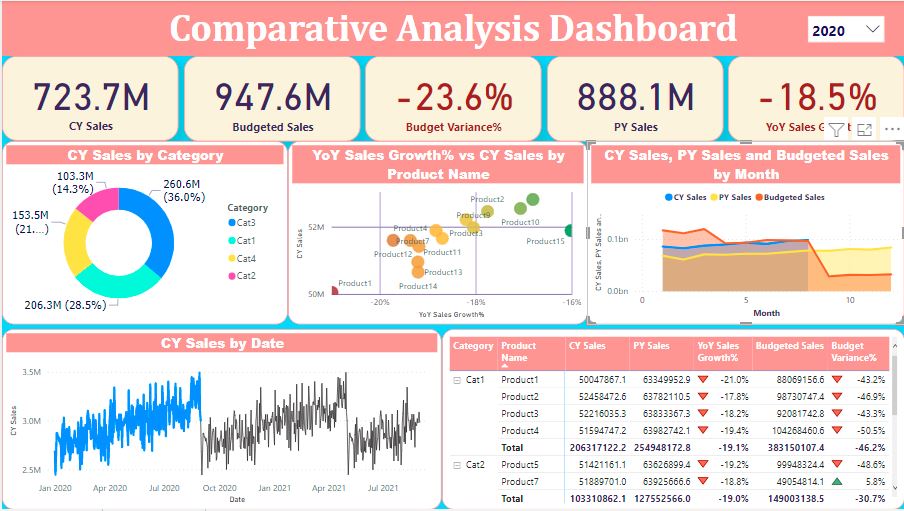 Comparative Analysis Dashboard
2020
723.7M
CY Sales
947.6M
Budgeted Sales
-23.6%
Budget Variance%
888.1M
PY Sales
-18.5%
YoY Sales
CY Sales by Category
103.3M
(14.3%)
260.6M
(36.0%)
153.5M
(21....)
206.3M (28.5%)
Category
Cat3
Cat1
Cat4
Cat2
YoY Sales Growth% vs CY Sales by
Product Name
CY Sales
52M
50M
Product2
Product9
Product10
Product4
Product3
Product15
Product7
Product11
Product12
Product13
Product1
Product14
-20%
-18%
-16%
YoY Sales Growth%
CY Sales, PY Sales and Budgeted Sales
by Month
CY Sales PY Sales Budgeted Sales
CY Sales, PY Sales an..
0.1bn
0.0bn
0 5 10
Month
CY Sales by Date
CY Sales
3.5M
3.0M
2.5M
Jan 2020 Apr 2020 Jul 2020 Oct 2020 Jan 2021 Apr 2021 Jul 2021
Date
Category Product Name CY Sales PY Sales YoY Sales Growth% Budgeted Sales Budget Variance%
Cat1 Product1 50047867.1 63349952.9 -21.0% 88069156.6 -43.2%
Product2 52458472.6 63782110.5 -17.8% 98730747.4 -46.9%
Product3 52216035.3 63833367.3 -18.2% 92081742.8 -43.3%
Product4 51594747.2 63982742.1 -19.4% 104268460.6 -50.5%
Total 206317122.2 254948172.8 -19.1% 383150107.4 -46.2%
Cat2 Product5 51421161.1 63626899.4 -19.2% 99948324.4 -48.6%
Product7 51889701.0 63925666.6 -18.8% 49054814.1 5.8%
Total 103310862.1 127552566.0 -19.0% 149003138.5 -30.7%